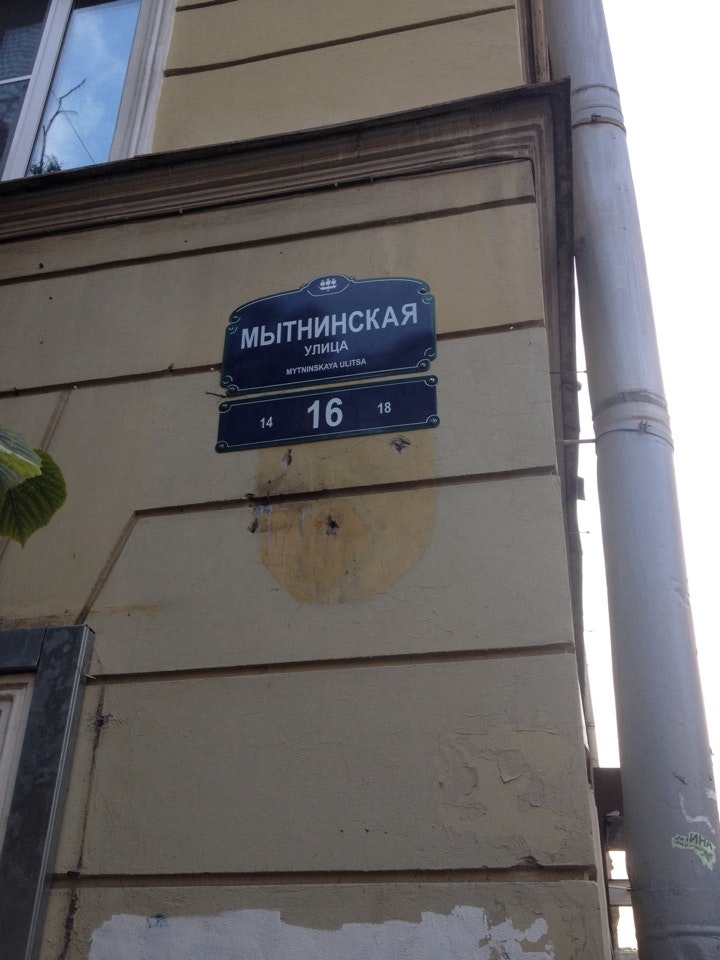 МЫТНИНСКАЯ
УЛИЦА
MYTNINSKAYA ULITSA
14 16 18